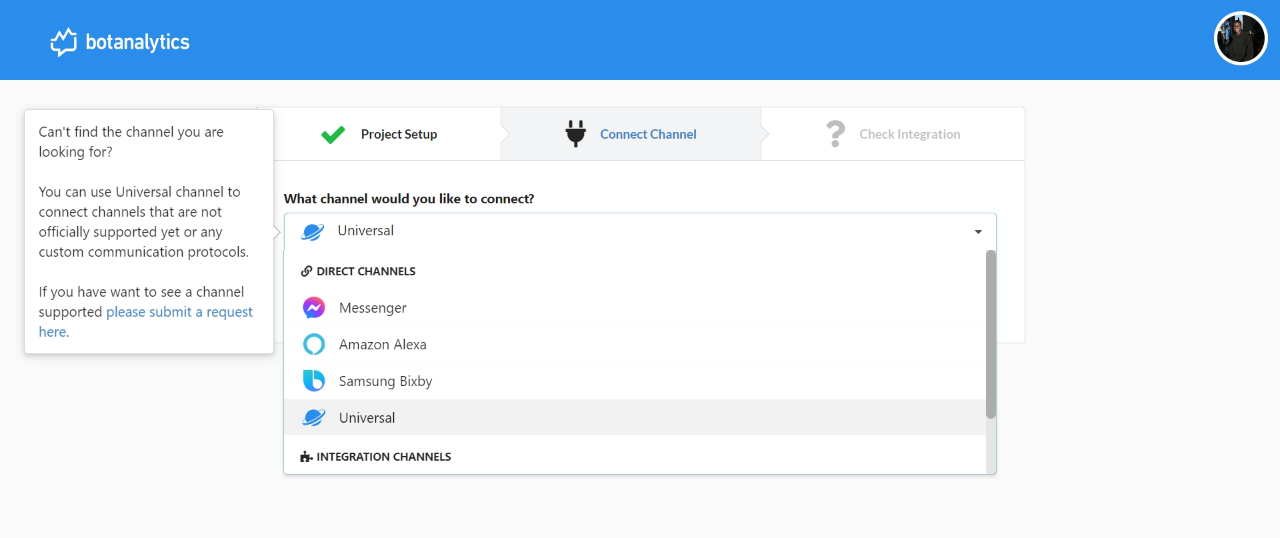 botanalytics
Can't find the channel you are
looking for?
You can use Universal channel to
connect channels that are not
officially supported yet or any
custom communication protocols.
If you have want to see a channel
supported please submit a request
here.
Project Setup
Connect Channel
Check Integration
What channel would you like to connect?
Universal
DIRECT CHANNELS
Messenger
Amazon Alexa
Samsung Bixby
Universal
INTEGRATION CHANNELS